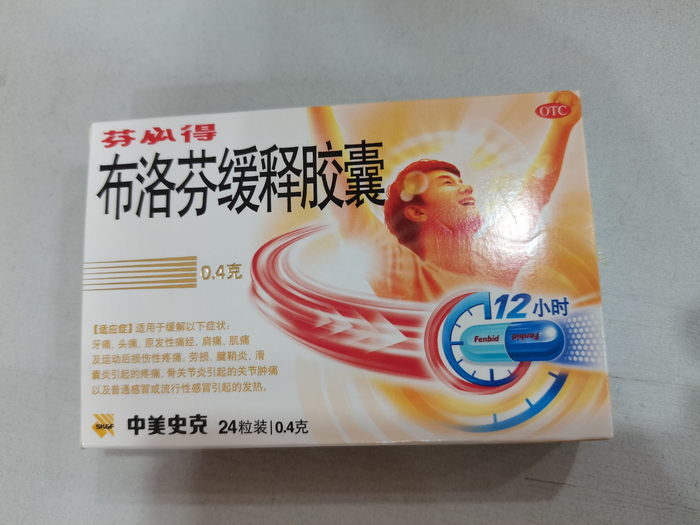 芬必得
OTC
布洛芬缓释胶囊
0.4克
12小时
Fenbid
Fenbid
【适应症】适用于缓解以下症状:
牙痛、头痛、原发性痛经、肩痛、肌痛
及运动后损伤性疼痛; 劳损、腱鞘炎、滑
囊炎引起的疼痛, 骨关节炎引起的关节肿痛
以及普通感冒或流行性感冒引起的发热。
SK&F
中美史克
24粒装|0.4克